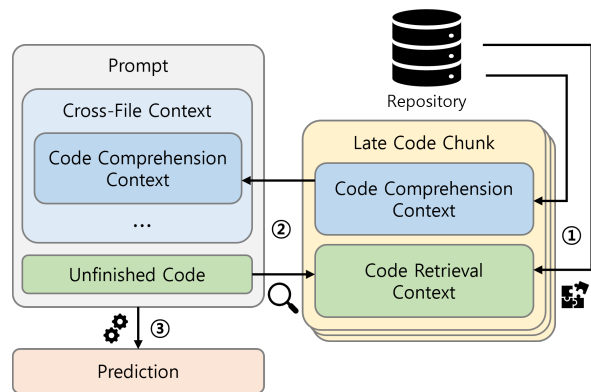 Prompt
Cross-File Context
Code Comprehension
Context
...
Unfinished Code
Prediction
Repository
Late Code Chunk
Code Comprehension
Context
Code Retrieval
Context
①
②
③